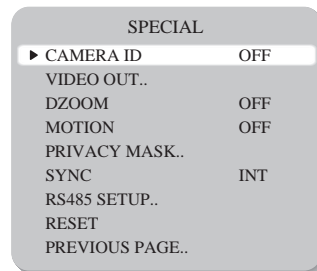 SPECIAL
CAMERA ID OFF
VIDEO OUT..
DZOOM OFF
MOTION OFF
PRIVACY MASK..
SYNC INT
RS485 SETUP..
RESET
PREVIOUS PAGE..